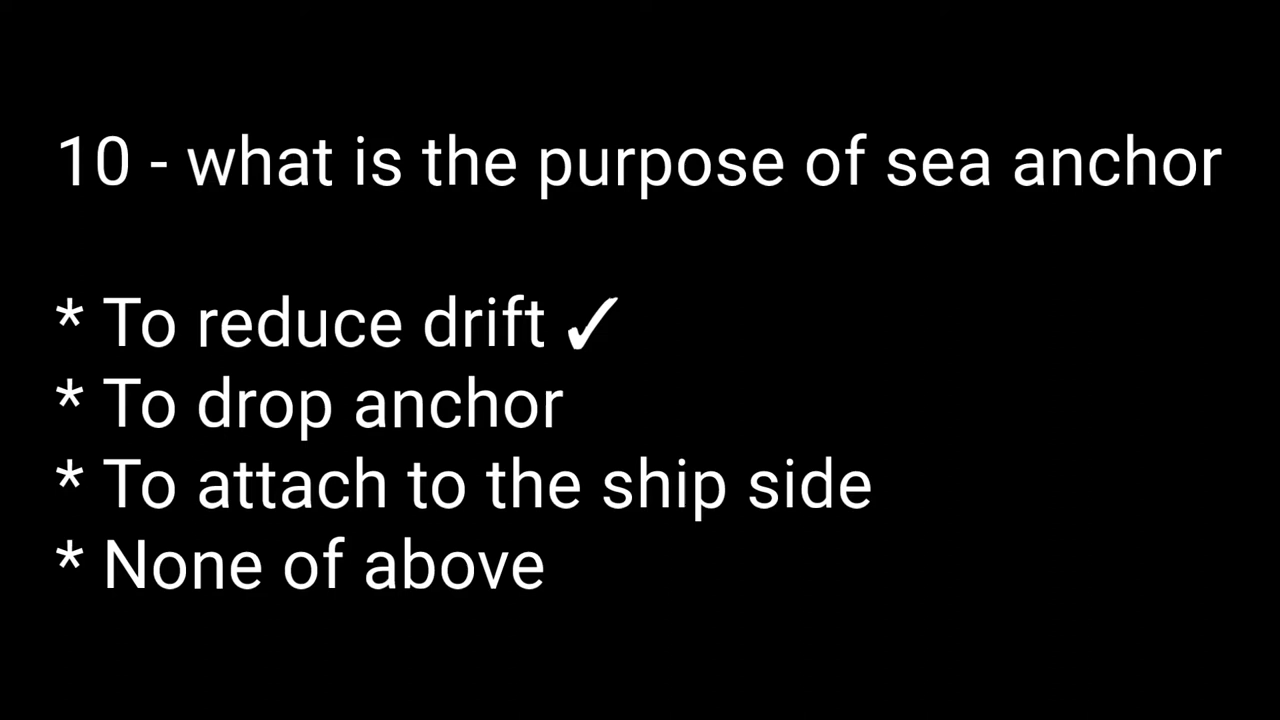 10 - what is the purpose of sea anchor
* To reduce drift ✓
* To drop anchor
* To attach to the ship side
* None of above